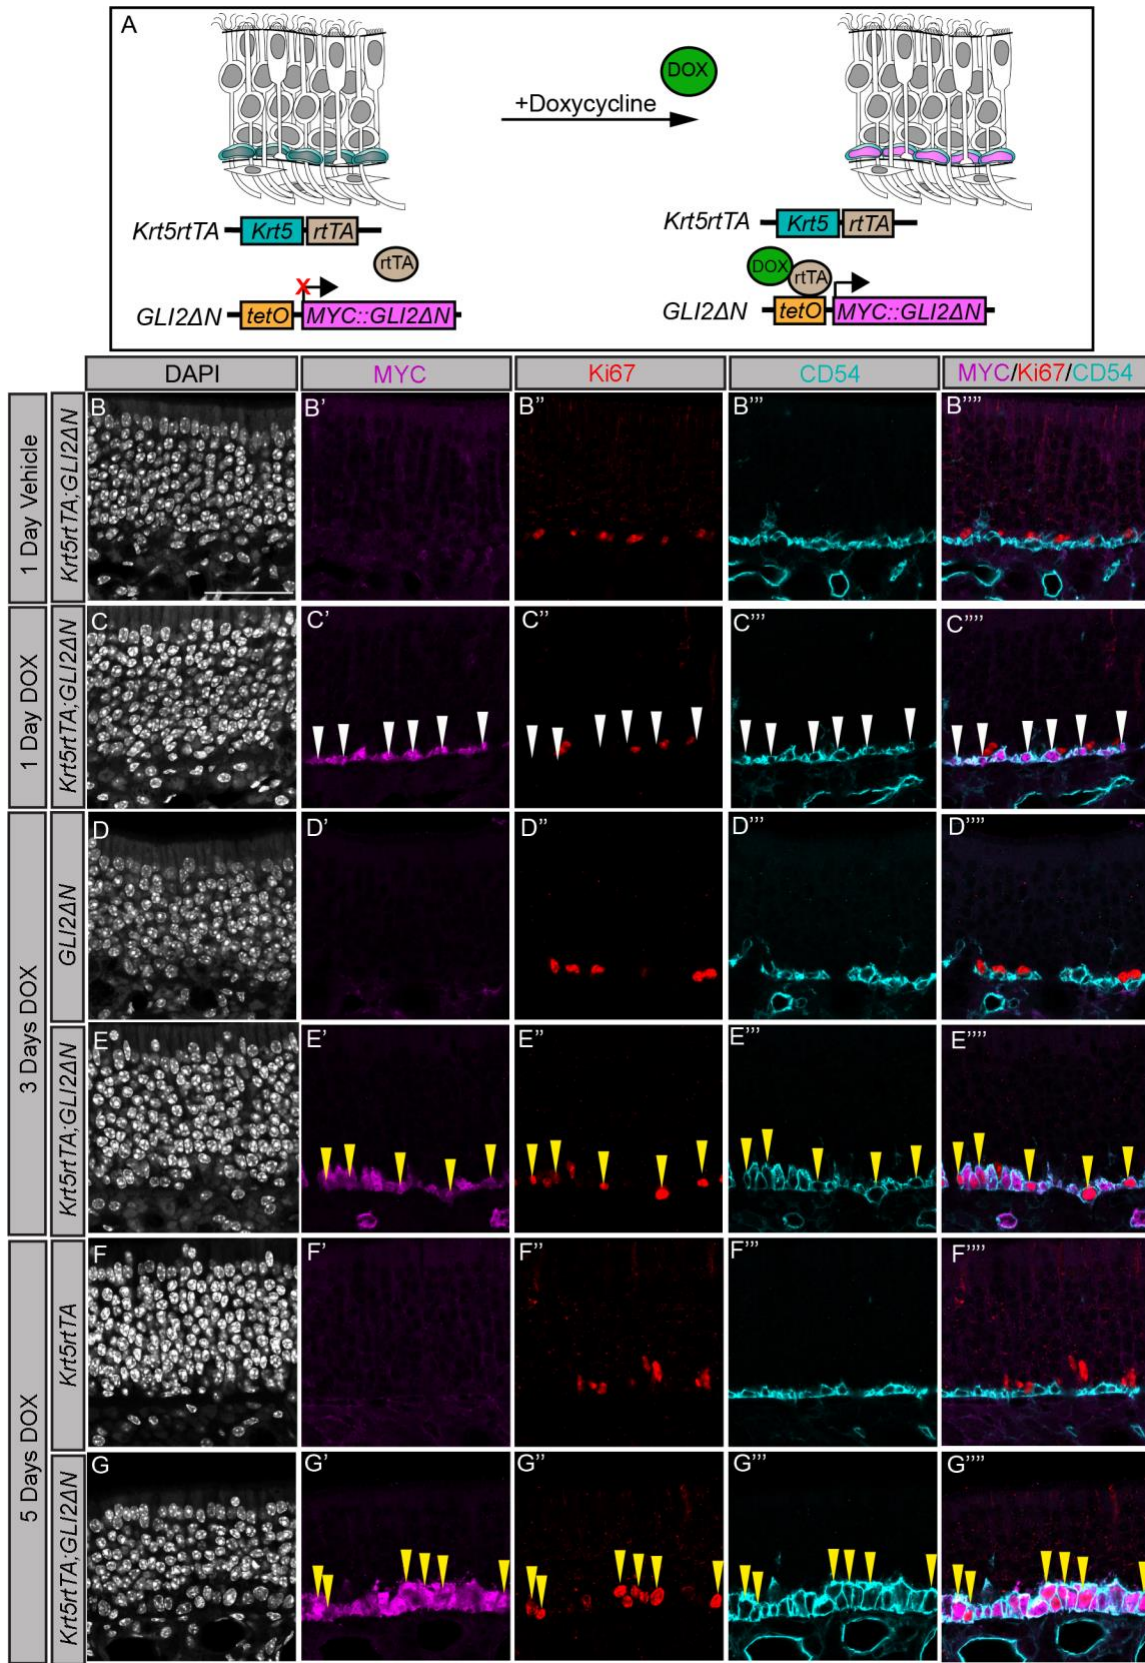 A
DOX
+Doxycycline
Krt5rtTA
Krt5
rtTA
rtTA
X
GLI2ΔN
tetO
MYC::GLI2ΔN
Krt5rtTA
Krt5
rtTA
DOX
rtTA
GLI2ΔN
tetO
MYC::GLI2ΔN
DAPI
MYC
Ki67
CD54
MYC/Ki67/CD54
1 Day Vehicle
Krt5rtTA;GLI2ΔN
B
B'
B''
B'''
B''''
1 Day DOX
Krt5rtTA;GLI2ΔN
C
C'
C''
C'''
C''''
3 Days DOX
GLI2ΔN
D
D'
D''
D'''
D''''
Krt5rtTA;GLI2ΔN
E
E'
E''
E'''
E''''
5 Days DOX
Krt5rtTA
F
F'
F''
F'''
F''''
Krt5rtTA;GLI2ΔN
G
G'
G''
G'''
G''''